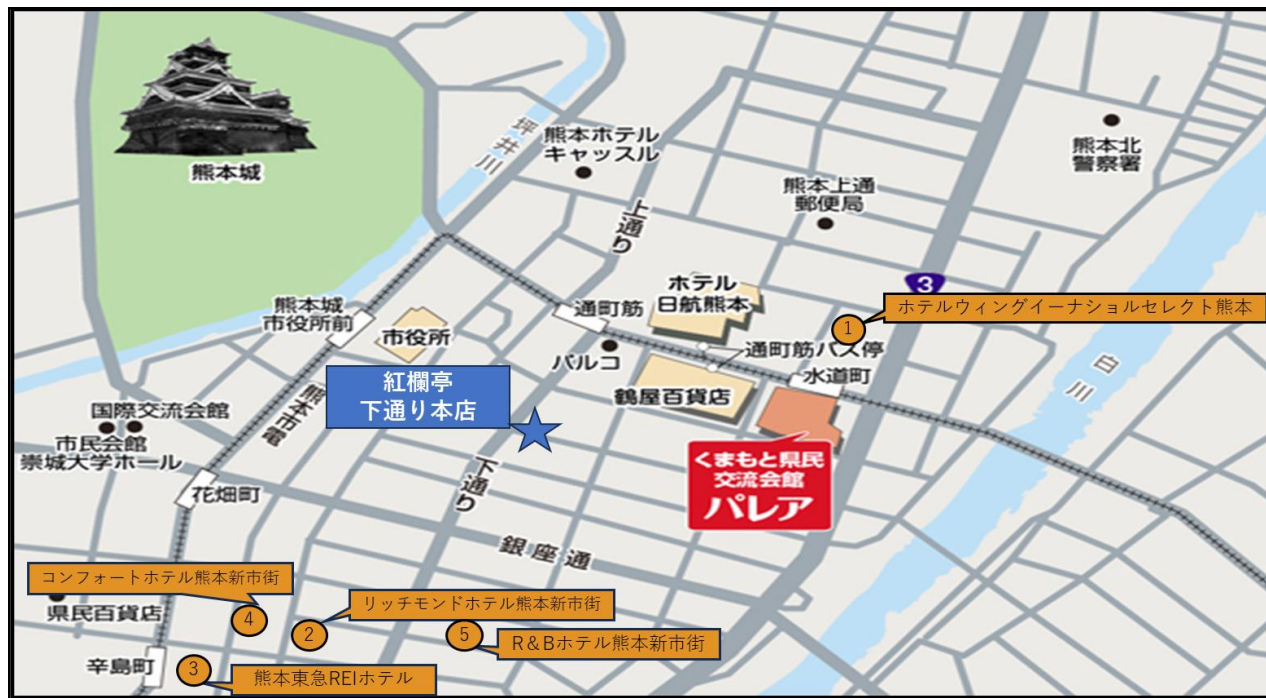 熊本城
坪井川
熊本ホテル
キャッスル
熊本北
警察署
熊本上通
郵便局
上通り
3
ホテル
日航熊本
1
ホテルウィングイーナショルセレクト熊本
熊本城
市役所前
市役所
通町筋
パルコ
通町筋バス停
水道町
白川
紅欄亭
下通り本店
鶴屋百貨店
熊本市電
国際交流会館
市民会館
崇城大学ホール
下通り
くまもと県民
交流会館
パレア
花畑町
銀座通
コンフォートホテル熊本新市街
県民百貨店
4
リッチモンドホテル熊本新市街
2
5
R&Bホテル熊本新市街
辛島町
3
熊本東急REIホテル